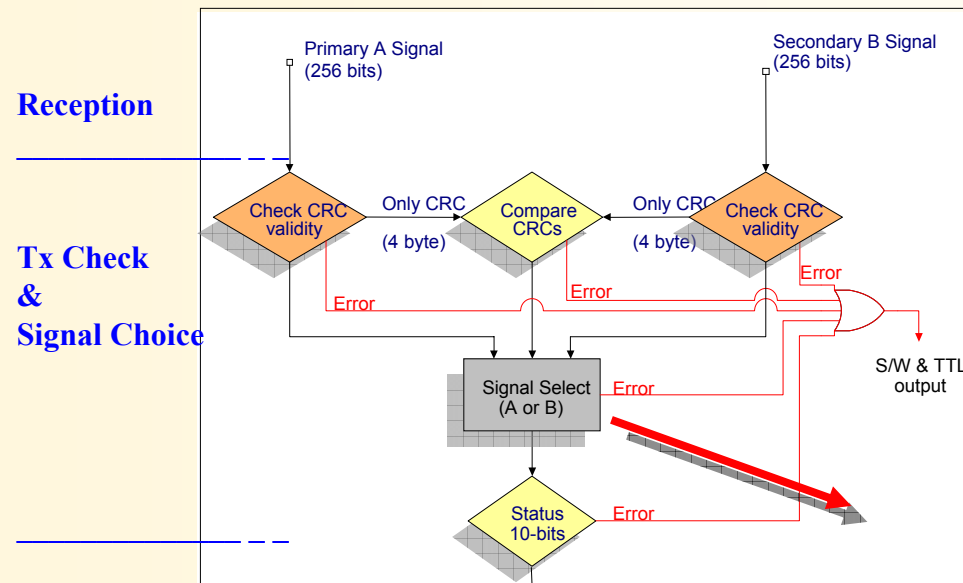 Primary A Signal
(256 bits)
Secondary B Signal
(256 bits)
Reception
Check CRC
validity
Only CRC
(4 byte)
Compare
CRCs
Only CRC
(4 byte)
Check CRC
validity
Tx Check
&
Signal Choice
Error
Error
Error
S/W & TTL
output
Signal Select
(A or B)
Error
Status
10-bits
Error